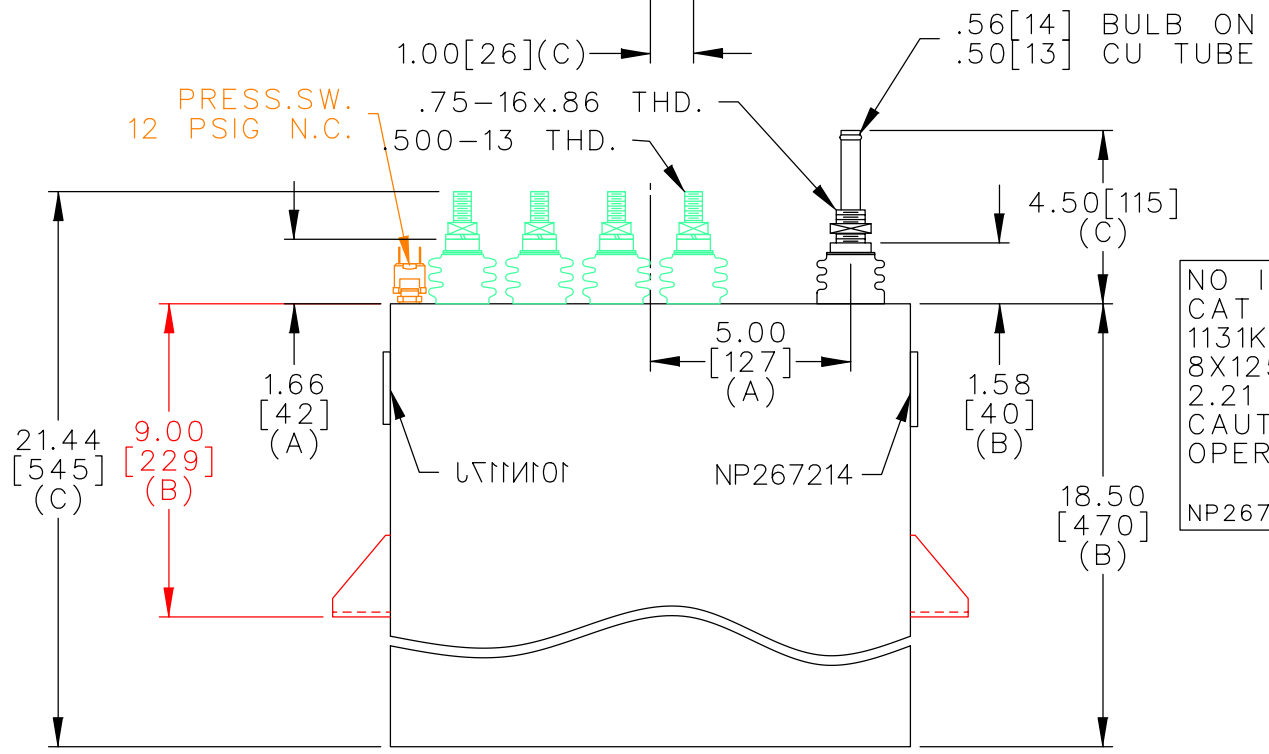 .56[14] BULB ON
.50[13] CU TUBE
1.00[26](C)
PRESS.SW.
12 PSIG N.C.
.75-16x.86 THD.
.500-13 THD.
4.50[115]
(C)
5.00
[127]
(A)
1.66
[42]
(A)
1.58
[40]
(B)
21.44
[545]
(C)
9.00
[229]
(B)
101N117J
NP267214
18.50
[470]
(B)
NO
CAT
1131K
8X125
2.21
CAUT
OPER
NP267